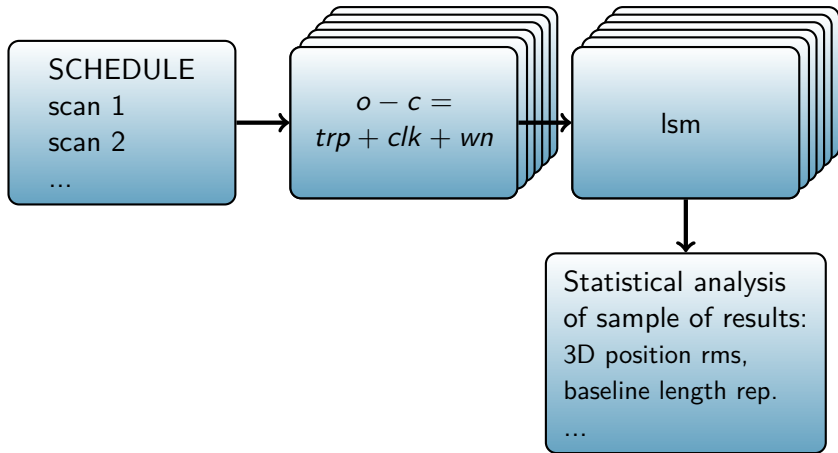 SCHEDULE
scan 1
scan 2
...
o − c =
trp + clk + wn
lsm
Statistical analysis
of sample of results:
3D position rms,
baseline length rep.
...